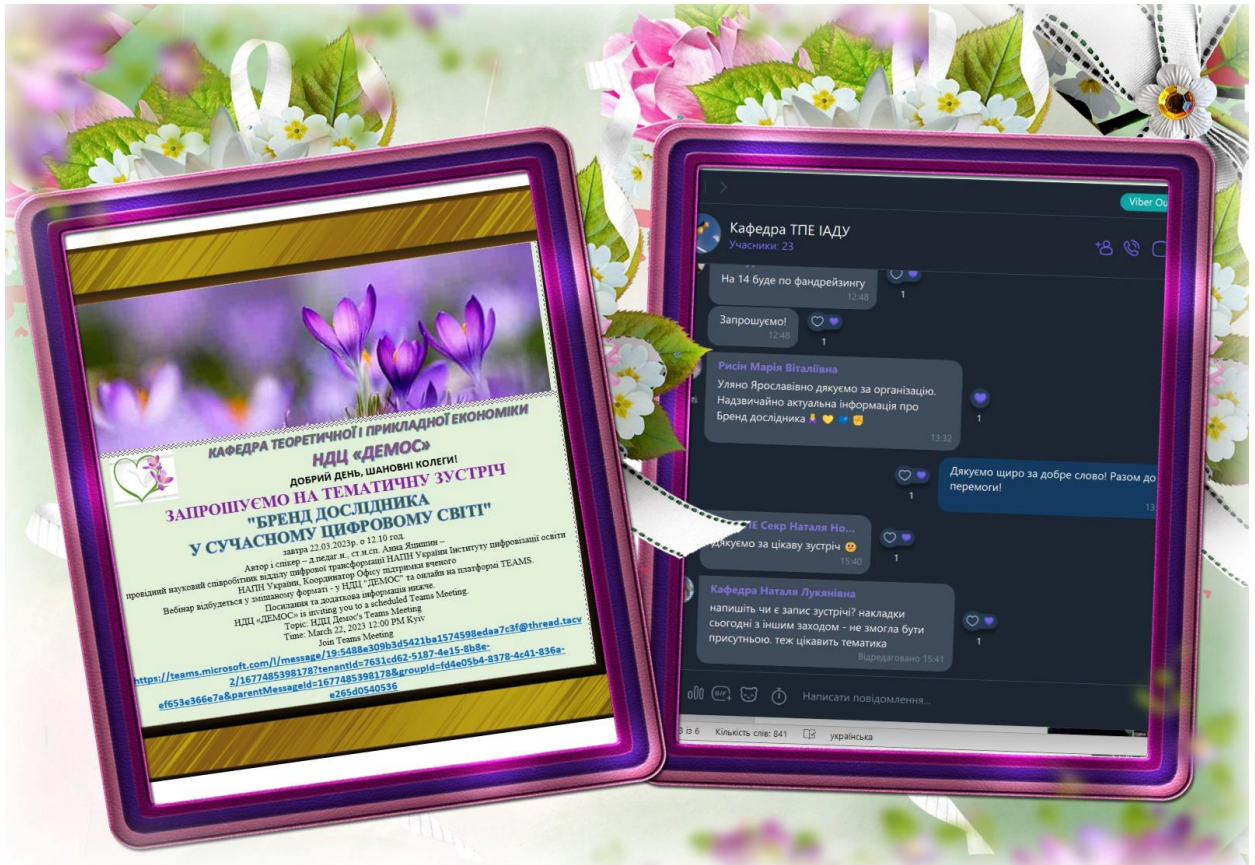 КАФЕДРА ТЕОРЕТИЧНОЇ І ПРИКЛАДНОЇ ЕКОНОМІКИ
НДЦ «ДЕМОС»
ДОБРИЙ ДЕНЬ, ШАНОВНІ КОЛЕГИ!
ЗАПРОШУЄМО НА ТЕМАТИЧНУ ЗУСТРІЧ
"БРЕНД ДОСЛІДНИКА
У СУЧАСНОМУ ЦИФРОВОМУ СВІТІ"
завтра 22.03.2023р. о 12.10 год.
Автор і спікер – д.педаг.н., ст.н.сп. Анна Яцишин –
провідний науковий співробітник відділу цифрової трансформації НАПН України Інституту цифровізації освіти
НАПН України, Координатор Офісу підтримки вченого
Вебінар відбудеться у змішаному форматі - у НДЦ "ДЕМОС" та онлайн на платформі TEAMS.
Посилання та додаткова інформація нижче.
НДЦ «ДЕМОС» is inviting you to a scheduled Teams Meeting.
Topic: НДЦ Демос's Teams Meeting
Time: March 22, 2023 12:00 PM Kyiv
Join Teams Meeting
https://teams.microsoft.com/l/message/19:5488e309b3d5421ba1574598edaa7c3f@thread.tacv
2/1677485398178?tenantId=7631cd62-5187-4e15-8b8e-
ef653e366e7a&parentMessageId=1677485398178&groupId=fd4e05b4-8378-4c41-836a-
e265d0540536
Viber Ou
Кафедра ТПЕ ІАДУ
Учасники: 23
На 14 буде по фандрейзингу
12:48
1
Запрошуємо!
12:48
1
Рисін Марія Віталіївна
Уляно Ярославівно дякуємо за організацію.
Надзвичайно актуальна інформація про
Бренд дослідника
13:32
1
Дякуємо щиро за добре слово! Разом до
перемоги!
13
1
Секр Наталя Но...
Дякуємо за цікаву зустріч
15:40
1
Кафедра Наталя Лукянівна
напишіть чи є запис зустрічі? накладки
сьогодні з іншим заходом - не змогла бути
присутньою. теж цікавить тематика
Відредаговано 15:41
1
GIF
Написати повідомлення...
3 із 6 Кількість слів: 841 українська